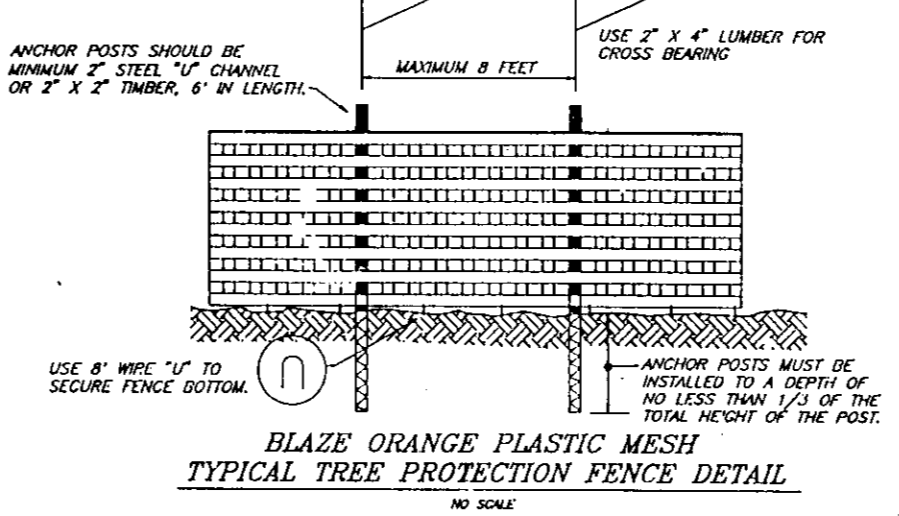 ANCHOR POSTS SHOULD BE
MINIMUM 2" STEEL "U" CHANNEL
OR 2" X 2" TIMBER, 6' IN LENGTH.
MAXIMUM 8 FEET
USE 2" X 4" LUMBER FOR
CROSS BEARING
USE 8' WIRE "U" TO
SECURE FENCE BOTTOM.
ANCHOR POSTS MUST BE
INSTALLED TO A DEPTH OF
NO LESS THAN 1/3 OF THE
TOTAL HEIGHT OF THE POST.
BLAZE ORANGE PLASTIC MESH
TYPICAL TREE PROTECTION FENCE DETAIL
NO SCALE